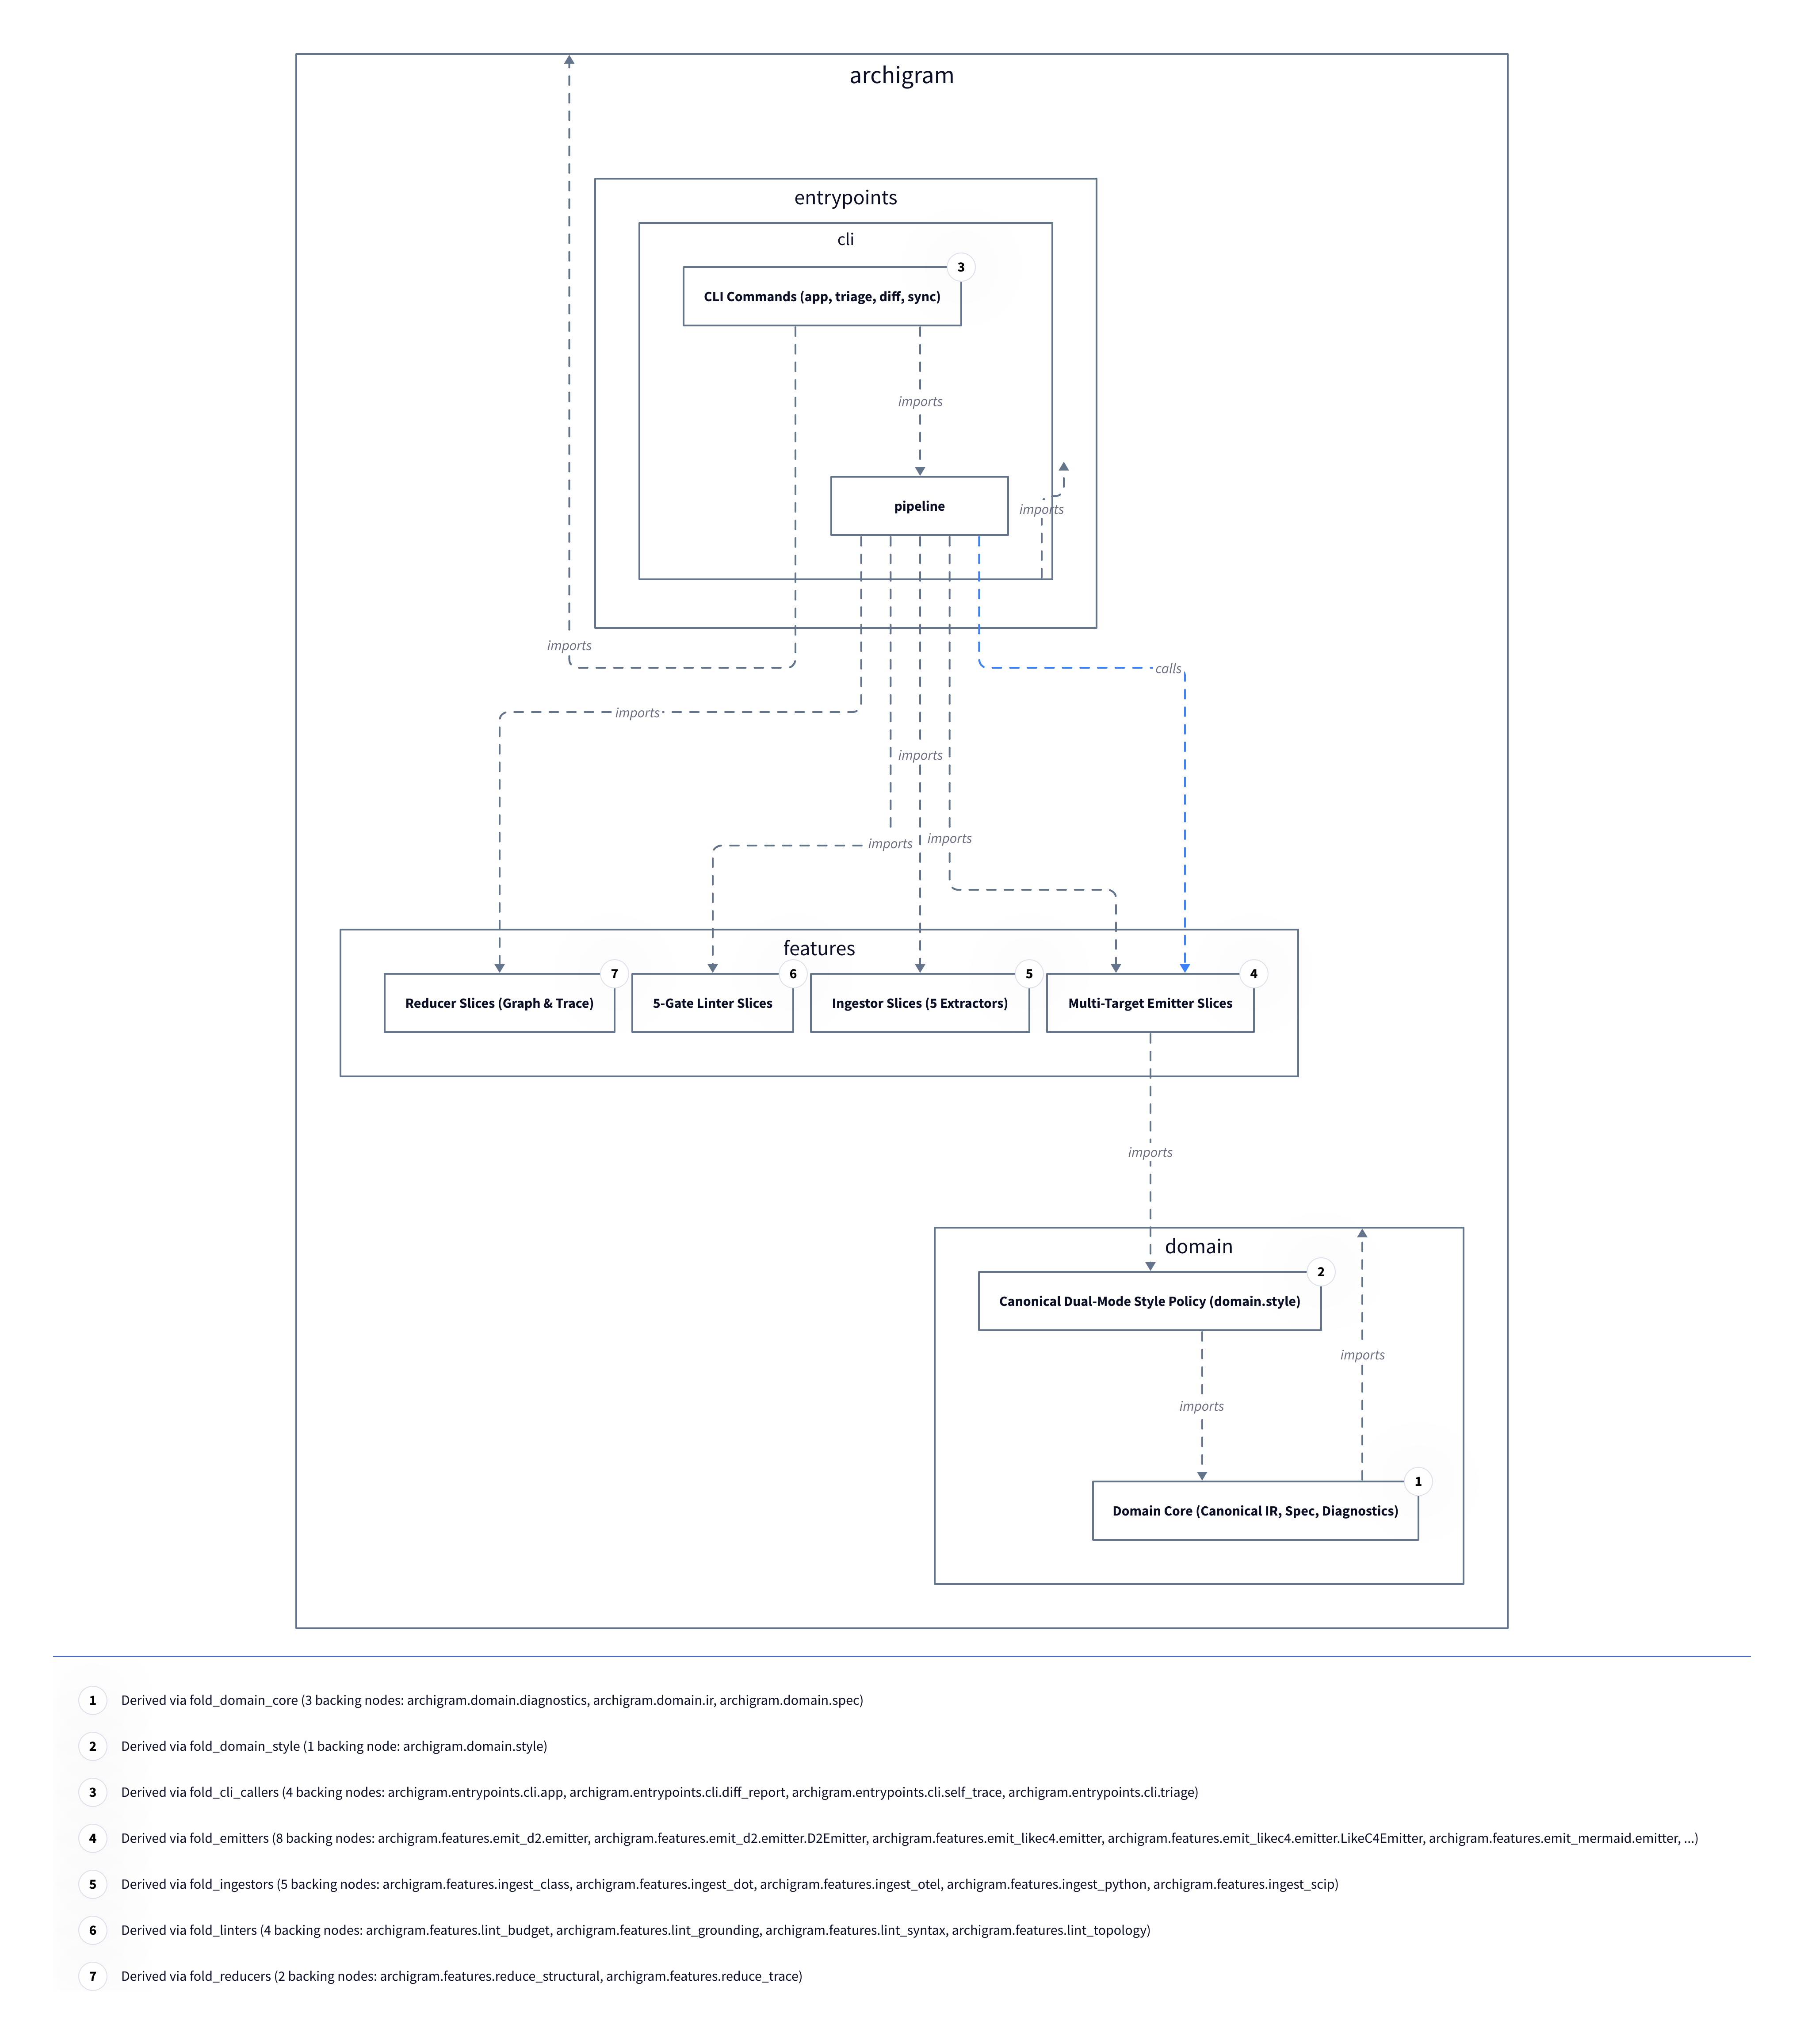 archigram
entrypoints
cli
3
CLI Commands (app, triage, diff, sync)
imports
pipeline
imports
imports
calls
imports
imports
imports
imports
features
7
6
5
4
Reducer Slices (Graph & Trace)
5-Gate Linter Slices
Ingestor Slices (5 Extractors)
Multi-Target Emitter Slices
imports
domain
2
Canonical Dual-Mode Style Policy (domain.style)
imports
imports
1
Domain Core (Canonical IR, Spec, Diagnostics)
1 Derived via fold_domain_core (3 backing nodes: archigram.domain.diagnostics, archigram.domain.ir, archigram.domain.spec)
2 Derived via fold_domain_style (1 backing node: archigram.domain.style)
3 Derived via fold_cli_callers (4 backing nodes: archigram.entrypoints.cli.app, archigram.entrypoints.cli.diff_report, archigram.entrypoints.cli.self_trace, archigram.entrypoints.cli.triage)
4 Derived via fold_emitters (8 backing nodes: archigram.features.emit_d2.emitter, archigram.features.emit_d2.emitter.D2Emitter, archigram.features.emit_likec4.emitter, archigram.features.emit_likec4.emitter.LikeC4Emitter, archigram.features.emit_mermaid.emitter, ...)
5 Derived via fold_ingestors (5 backing nodes: archigram.features.ingest_class, archigram.features.ingest_dot, archigram.features.ingest_otel, archigram.features.ingest_python, archigram.features.ingest_scip)
6 Derived via fold_linters (4 backing nodes: archigram.features.lint_budget, archigram.features.lint_grounding, archigram.features.lint_syntax, archigram.features.lint_topology)
7 Derived via fold_reducers (2 backing nodes: archigram.features.reduce_structural, archigram.features.reduce_trace)